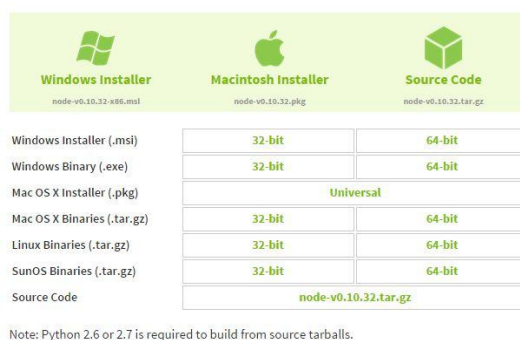 Windows Installer Macintosh Installer Source Code
node-v0.10.32-x86.msi node-v0.10.32.pkg node-v0.10.32.tar.gz
Windows Installer (.msi) 32-bit 64-bit
Windows Binary (.exe) 32-bit 64-bit
Mac OS X Installer (.pkg) Universal
Mac OS X Binaries (.tar.gz) 32-bit 64-bit
Linux Binaries (.tar.gz) 32-bit 64-bit
SunOS Binaries (.tar.gz) 32-bit 64-bit
Source Code node-v0.10.32.tar.gz
Note: Python 2.6 or 2.7 is required to build from source tarballs.